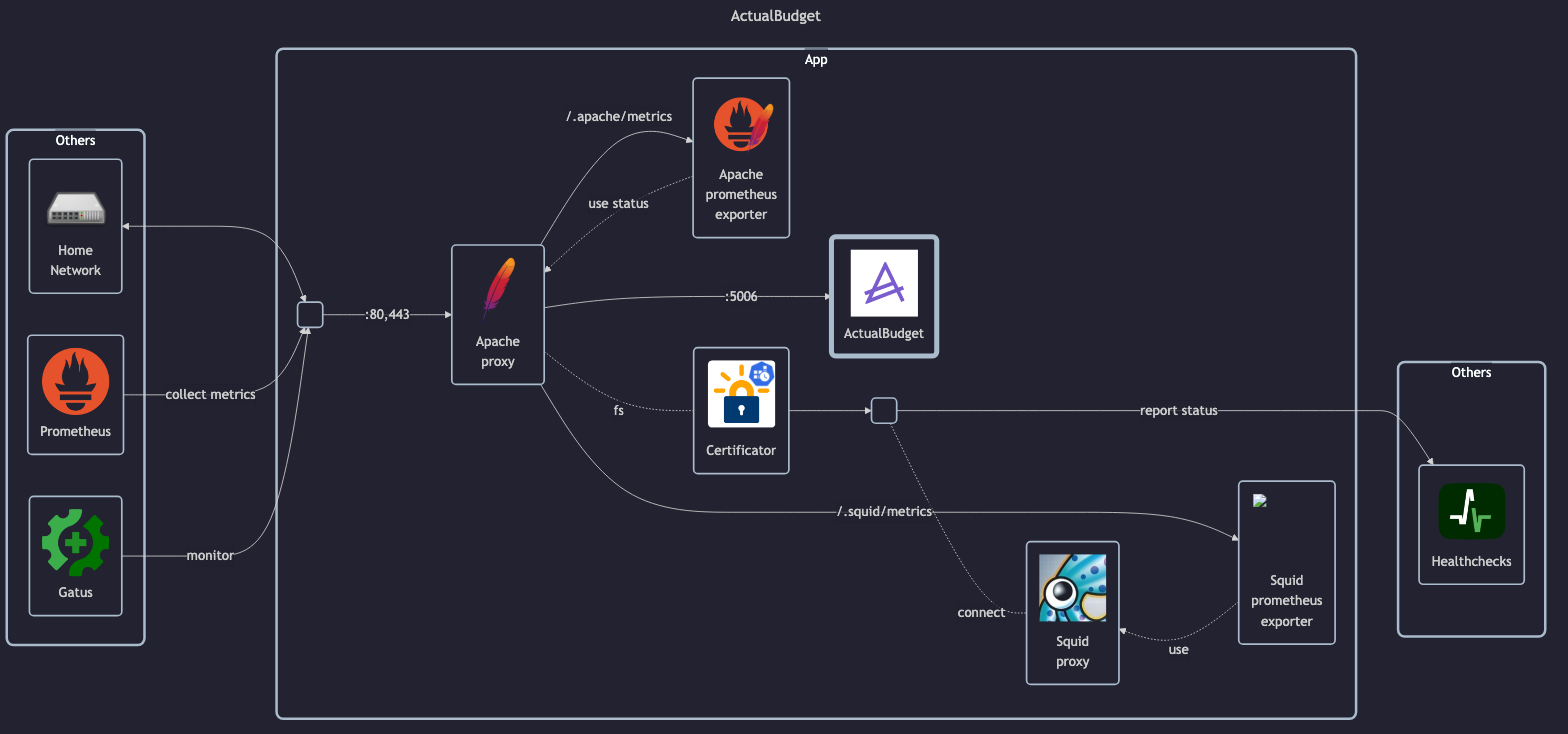 ActualBudget
App
Others
Home
Network
Prometheus
Gatus
collect metrics
monitor
:80,443
Apache
proxy
/.apache/metrics
use status
Apache
prometheus
exporter
:5006
ActualBudget
fs
Certificator
report status
/.squid/metrics
connect
Squid
proxy
use
Squid
prometheus
exporter
Others
Healthchecks